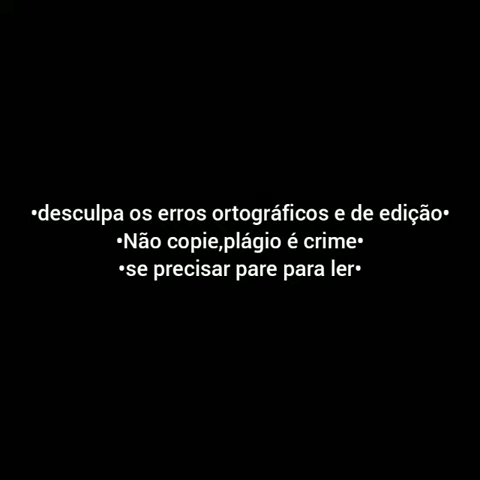 •desculpa os erros ortográficos e de edição•
•Não copie,plágio é crime•
•se precisar pare para ler•